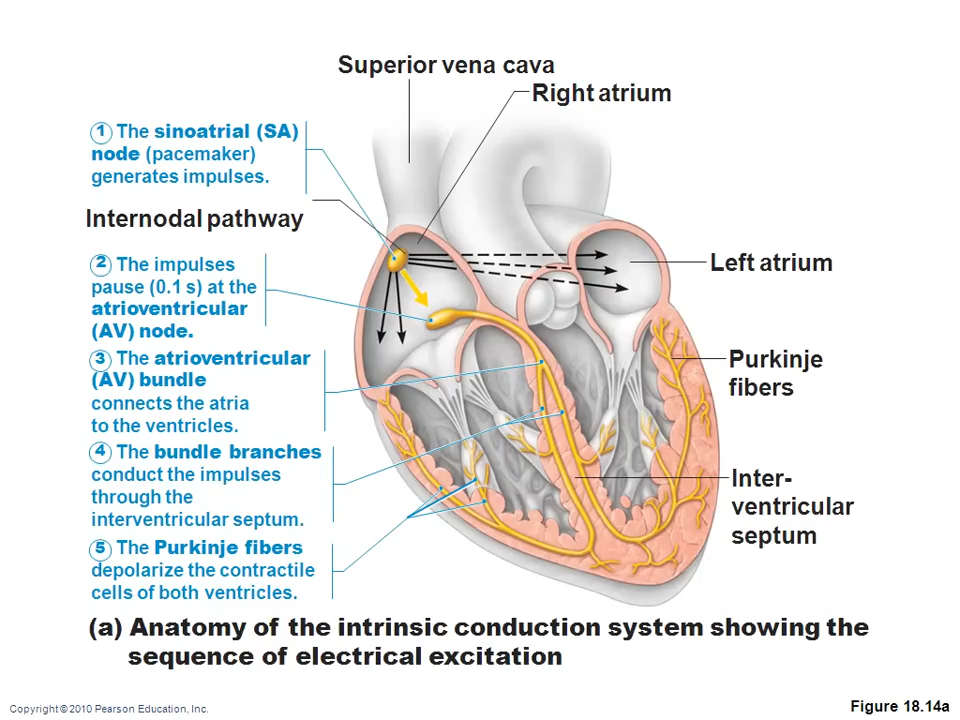 Superior vena cava
Right atrium
1 The sinoatrial (SA)
node (pacemaker)
generates impulses.
Internodal pathway
2 The impulses
pause (0.1 s) at the
atrioventricular
(AV) node.
Left atrium
3 The atrioventricular
(AV) bundle
connects the atria
to the ventricles.
Purkinje
fibers
4 The bundle branches
conduct the impulses
through the
interventricular septum.
Inter-
ventricular
septum
5 The Purkinje fibers
depolarize the contractile
cells of both ventricles.
(a) Anatomy of the intrinsic conduction system showing the
sequence of electrical excitation
Copyright © 2010 Pearson Education, Inc.
Figure 18.14a